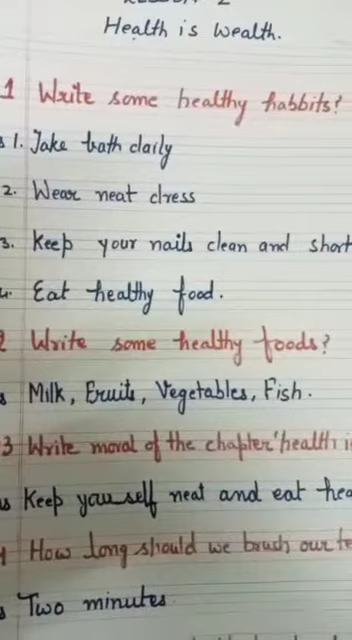 Health is Wealth.
1 Write some healthy habbits?
s 1. Take bath daily
2. Wear neat dress
3. Keep your nails clean and short
4. Eat healthy food.
2 Write some healthy foods?
s Milk, Fruits, Vegetables, Fish.
3 Write moral of the chapter "health i
s Keep yourself neat and eat hea
4 How long should we brush our te
s Two minutes